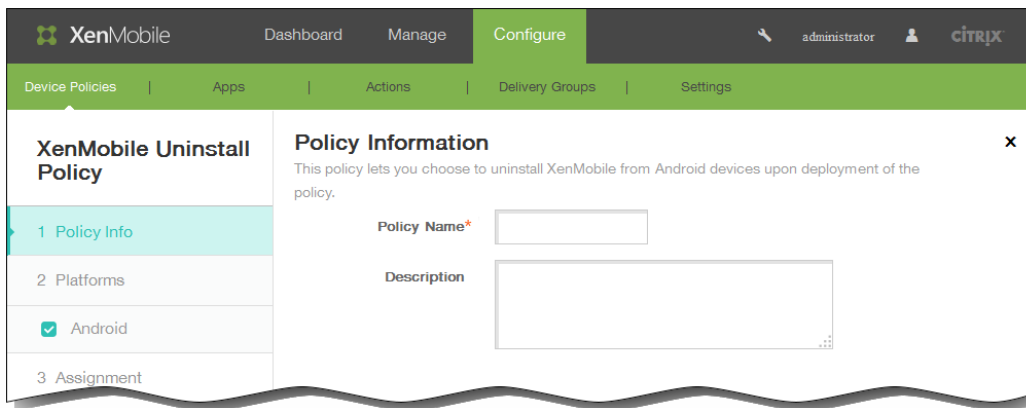 XenMobile Dashboard Manage Configure administrator CİTRIX
Device Policies | Apps | Actions | Delivery Groups | Settings
XenMobile Uninstall
Policy
1 Policy Info
2 Platforms
Android
3 Assignment
Policy Information
This policy lets you choose to uninstall XenMobile from Android devices upon deployment of the
policy.
x
Policy Name*
Description